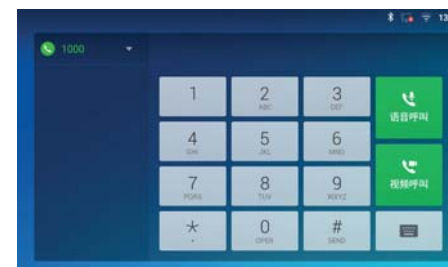 13
1000
1
2
ABC
3
DEF
语音呼叫
4
GHI
5
JKL
6
MNO
7
PQRS
8
TUV
9
WXYZ
视频呼叫
*
0
OPER
#
SEND